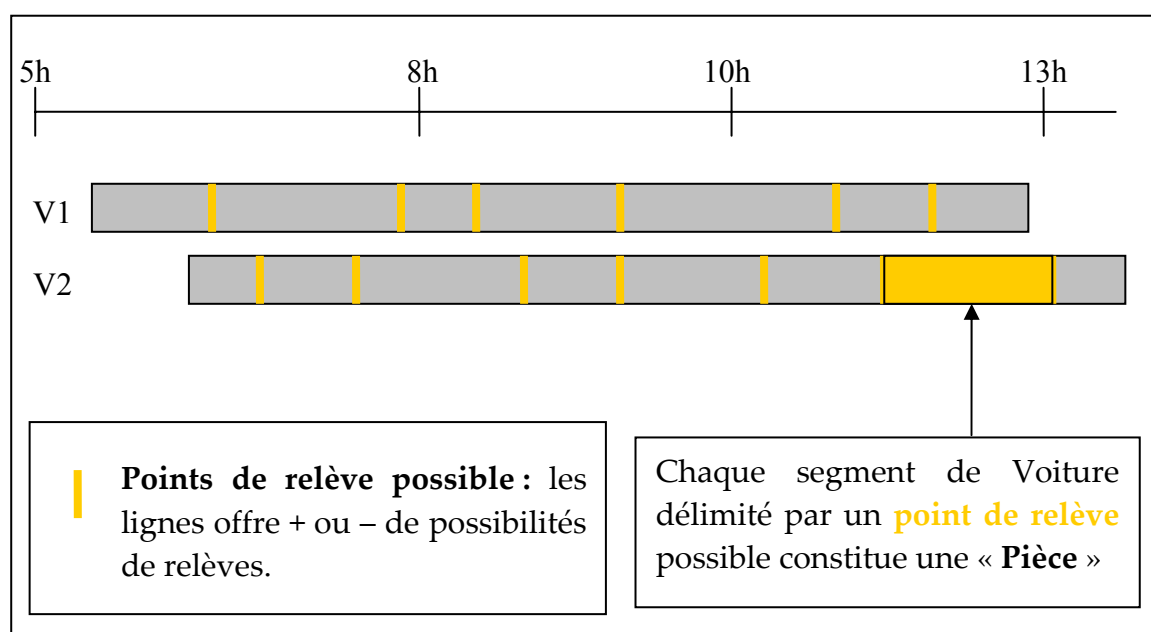 5h 8h 10h 13h
V1
V2
Points de relève possible : les
lignes offre + ou – de possibilités
de relèves.
Chaque segment de Voiture
délimité par un point de relève
possible constitue une « Pièce »